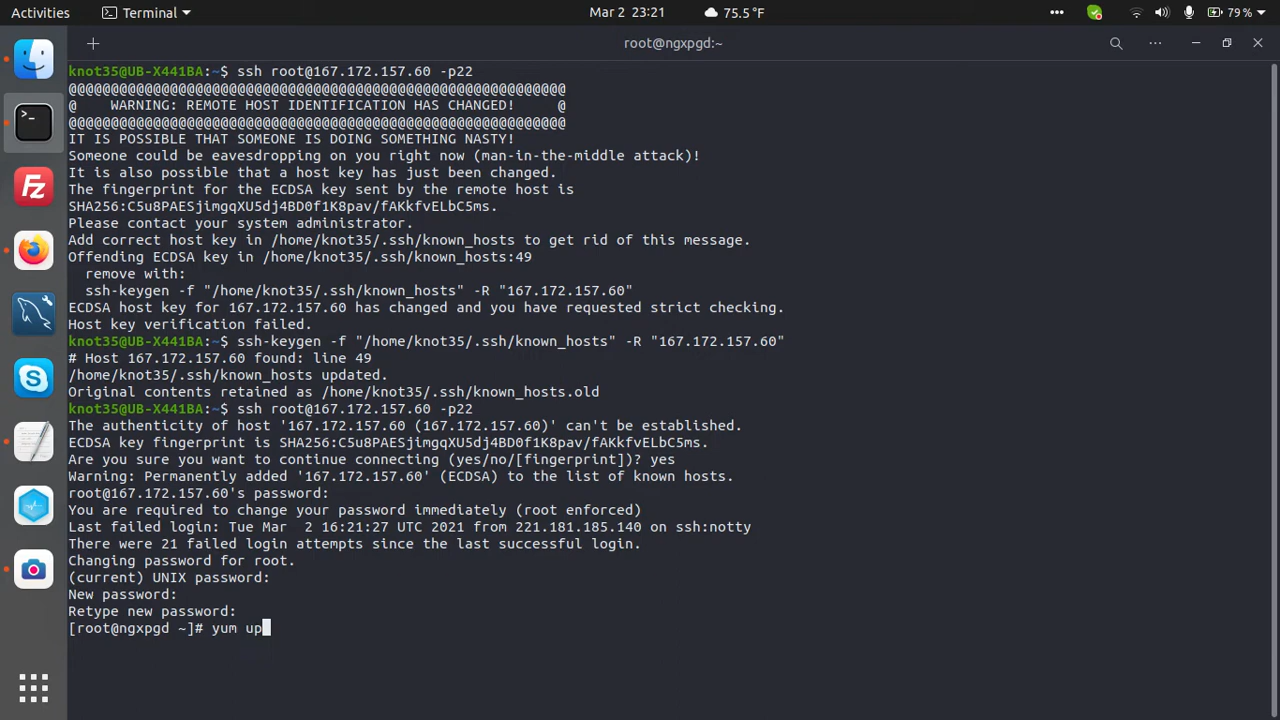 Activities Terminal Mar 2 23:21 75.5 °F 79 %
root@ngxpgd:~
knot35@UB-X441BA:~$ ssh root@167.172.157.60 -p22
@@@@@@@@@@@@@@@@@@@@@@@@@@@@@@@@@@@@@@@@@@@@@@@@@@@@@@@@@@@
@    WARNING: REMOTE HOST IDENTIFICATION HAS CHANGED!     @
@@@@@@@@@@@@@@@@@@@@@@@@@@@@@@@@@@@@@@@@@@@@@@@@@@@@@@@@@@@
IT IS POSSIBLE THAT SOMEONE IS DOING SOMETHING NASTY!
Someone could be eavesdropping on you right now (man-in-the-middle attack)!
It is also possible that a host key has just been changed.
The fingerprint for the ECDSA key sent by the remote host is
SHA256:C5u8PAESjimgqXU5dj4BD0f1K8pav/fAKkfvELbC5ms.
Please contact your system administrator.
Add correct host key in /home/knot35/.ssh/known_hosts to get rid of this message.
Offending ECDSA key in /home/knot35/.ssh/known_hosts:49
  remove with:
  ssh-keygen -f "/home/knot35/.ssh/known_hosts" -R "167.172.157.60"
ECDSA host key for 167.172.157.60 has changed and you have requested strict checking.
Host key verification failed.
knot35@UB-X441BA:~$ ssh-keygen -f "/home/knot35/.ssh/known_hosts" -R "167.172.157.60"
# Host 167.172.157.60 found: line 49
/home/knot35/.ssh/known_hosts updated.
Original contents retained as /home/knot35/.ssh/known_hosts.old
knot35@UB-X441BA:~$ ssh root@167.172.157.60 -p22
The authenticity of host '167.172.157.60 (167.172.157.60)' can't be established.
ECDSA key fingerprint is SHA256:C5u8PAESjimgqXU5dj4BD0f1K8pav/fAKkfvELbC5ms.
Are you sure you want to continue connecting (yes/no/[fingerprint])? yes
Warning: Permanently added '167.172.157.60' (ECDSA) to the list of known hosts.
root@167.172.157.60's password:
You are required to change your password immediately (root enforced)
Last failed login: Tue Mar  2 16:21:27 UTC 2021 from 221.181.185.140 on ssh:notty
There were 21 failed login attempts since the last successful login.
Changing password for root.
(current) UNIX password:
New password:
Retype new password:
[root@ngxpgd ~]# yum up